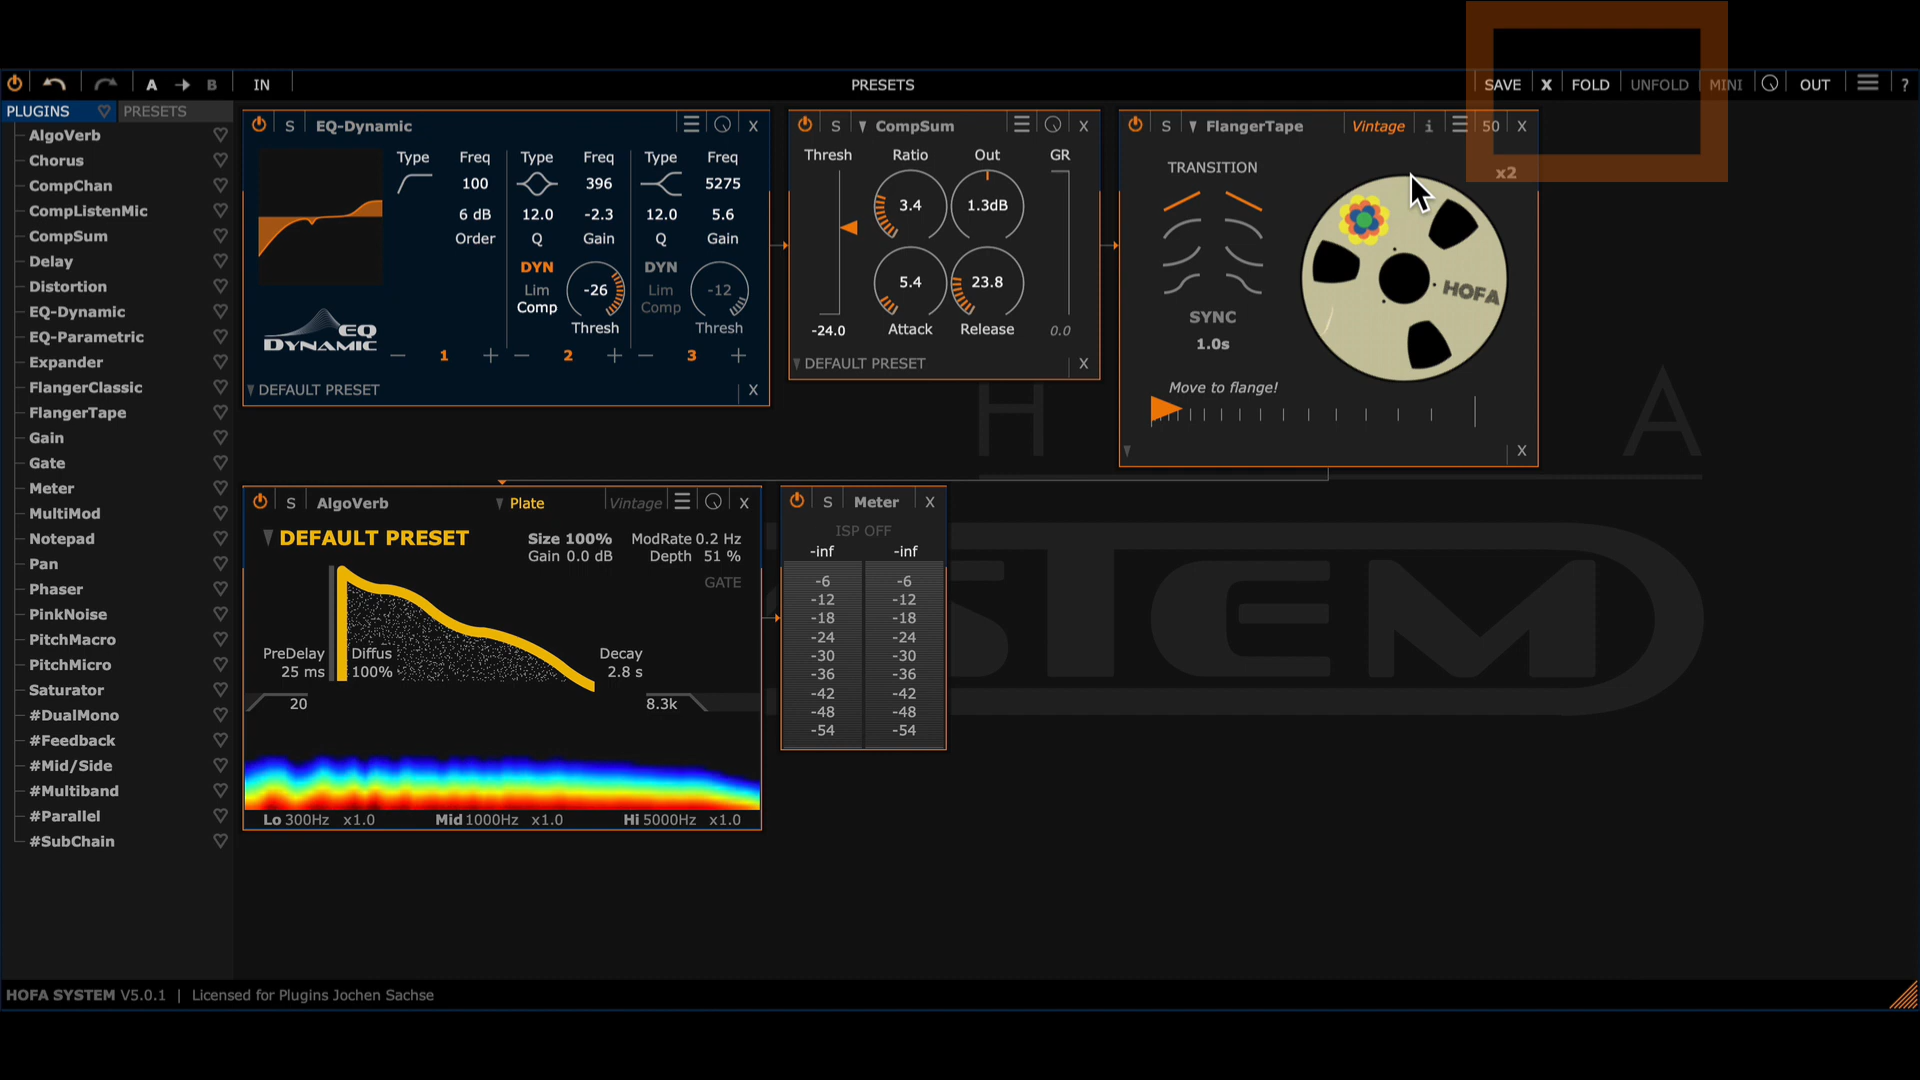 A B IN PRESETS SAVE X FOLD UNFOLD MINI OUT ?
PLUGINS PRESETS
AlgoVerb
Chorus
CompChan
CompListenMic
CompSum
Delay
Distortion
EQ-Dynamic
EQ-Parametric
Expander
FlangerClassic
FlangerTape
Gain
Gate
Meter
MultiMod
Notepad
Pan
Phaser
PinkNoise
PitchMacro
PitchMicro
Saturator
#DualMono
#Feedback
#Mid/Side
#Multiband
#Parallel
#SubChain
S EQ-Dynamic X
Type Freq Type Freq Type Freq
100 396 5275
6 dB 12.0 -2.3 12.0 5.6
Order Q Gain Q Gain
DYN DYN
Lim -26 Lim -12
Comp Comp
Thresh Thresh
EQ
DYNAMIC
1 2 3
DEFAULT PRESET X
S CompSum X
Thresh Ratio Out GR
3.4 1.3dB
5.4 23.8
-24.0 Attack Release 0.0
DEFAULT PRESET X
S FlangerTape Vintage i 50 X
TRANSITION x2
HOFA
SYNC
1.0s
Move to flange!
X
H A
STEM
S AlgoVerb Plate Vintage X
DEFAULT PRESET
Size 100% ModRate 0.2 Hz
Gain 0.0 dB Depth 51 %
GATE
PreDelay Diffus Decay
25 ms 100% 2.8 s
20 8.3k
Lo 300Hz x1.0 Mid 1000Hz x1.0 Hi 5000Hz x1.0
S Meter X
ISP OFF
-inf -inf
-6 -6
-12 -12
-18 -18
-24 -24
-30 -30
-36 -36
-42 -42
-48 -48
-54 -54
HOFA SYSTEM V5.0.1 | Licensed for Plugins Jochen Sachse